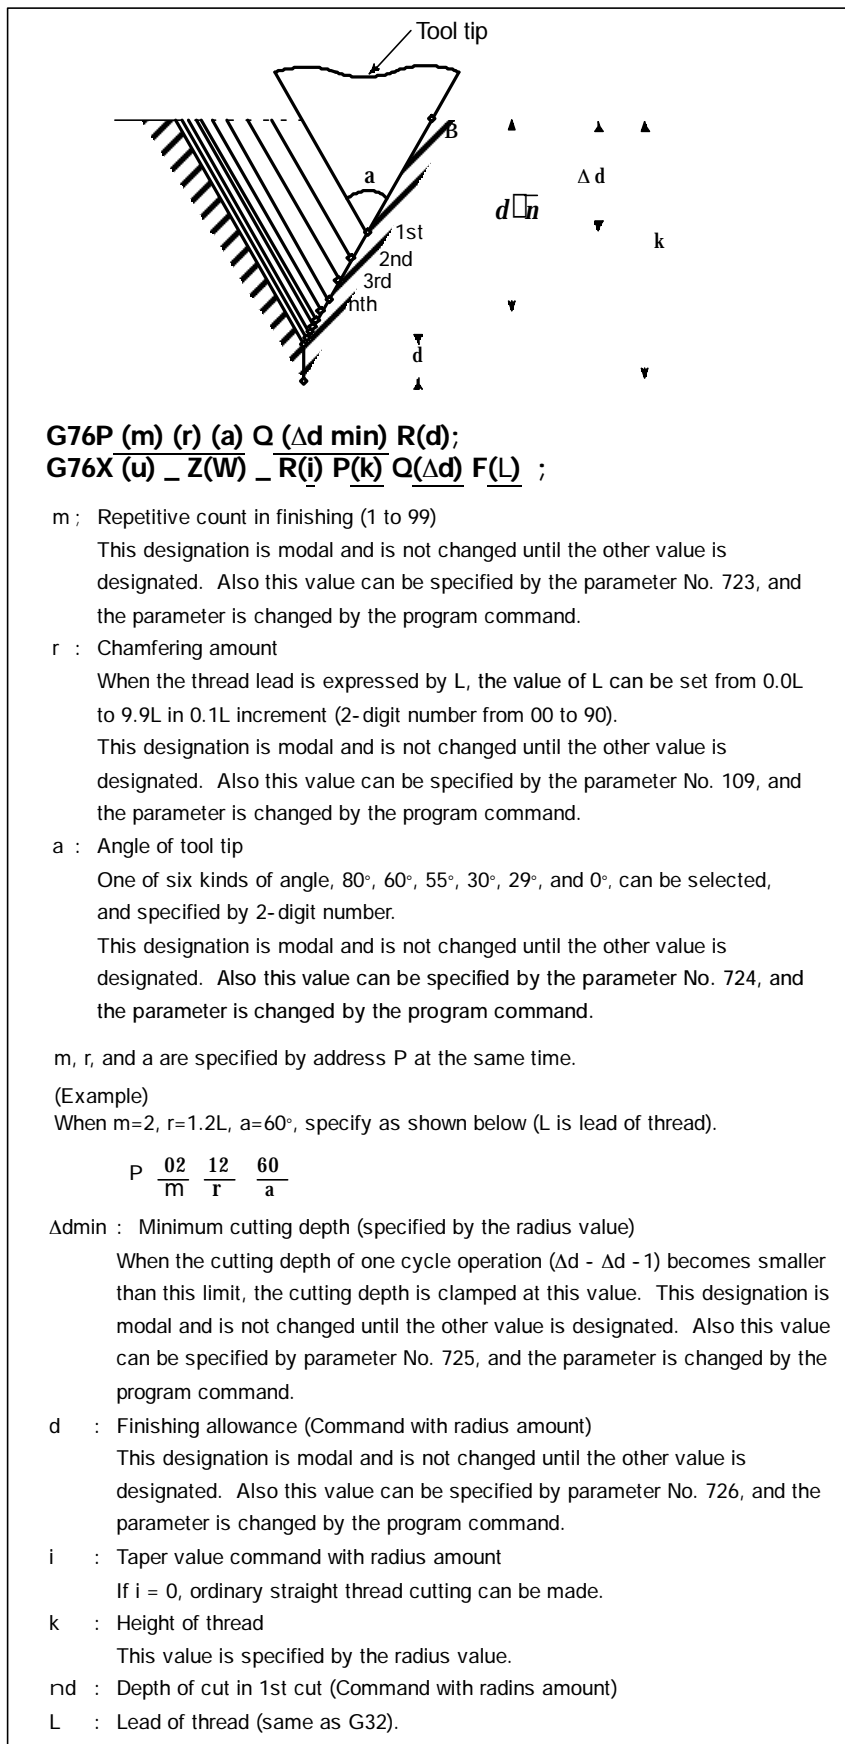 Tool tip
B
a
Δ d
d√n
k
1st
2nd
3rd
nth
d
G76P (m) (r) (a) Q (Δd min) R(d);
G76X (u) _ Z(W) _ R(i) P(k) Q(Δd) F(L) ;
m ; Repetitive count in finishing (1 to 99)
This designation is modal and is not changed until the other value is
designated. Also this value can be specified by the parameter No. 723, and
the parameter is changed by the program command.
r : Chamfering amount
When the thread lead is expressed by L, the value of L can be set from 0.0L
to 9.9L in 0.1L increment (2-digit number from 00 to 90).
This designation is modal and is not changed until the other value is
designated. Also this value can be specified by the parameter No. 109, and
the parameter is changed by the program command.
a : Angle of tool tip
One of six kinds of angle, 80°, 60°, 55°, 30°, 29°, and 0°, can be selected,
and specified by 2-digit number.
This designation is modal and is not changed until the other value is
designated. Also this value can be specified by the parameter No. 724, and
the parameter is changed by the program command.
m, r, and a are specified by address P at the same time.
(Example)
When m=2, r=1.2L, a=60°, specify as shown below (L is lead of thread).
P 02 12 60
m r a
Δdmin : Minimum cutting depth (specified by the radius value)
When the cutting depth of one cycle operation (Δd - Δd -1) becomes smaller
than this limit, the cutting depth is clamped at this value. This designation is
modal and is not changed until the other value is designated. Also this value
can be specified by parameter No. 725, and the parameter is changed by the
program command.
d : Finishing allowance (Command with radius amount)
This designation is modal and is not changed until the other value is
designated. Also this value can be specified by parameter No. 726, and the
parameter is changed by the program command.
i : Taper value command with radius amount
If i = 0, ordinary straight thread cutting can be made.
k : Height of thread
This value is specified by the radius value.
nd : Depth of cut in 1st cut (Command with radins amount)
L : Lead of thread (same as G32).